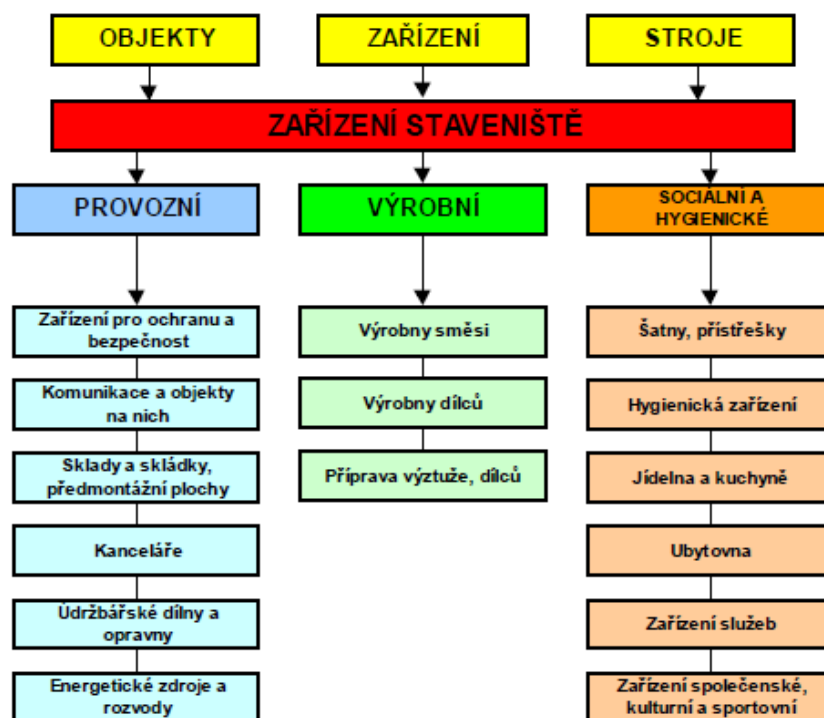 OBJEKTY
ZAŘÍZENÍ
STROJE
ZAŘÍZENÍ STAVENIŠTĚ
PROVOZNÍ
VÝROBNÍ
SOCIÁLNÍ A
HYGIENICKÉ
Zařízení pro ochranu a
bezpečnost
Komunikace a objekty
na nich
Sklady a skládky,
předmontážní plochy
Kanceláře
Údržbářské dílny a
opravny
Energetické zdroje a
rozvody
Výrobny směsi
Výrobny dílců
Příprava výztuže, dílců
Šatny, přístřešky
Hygienická zařízení
Jídelna a kuchyně
Ubytovna
Zařízení služeb
Zařízení společenské,
kulturní a sportovní